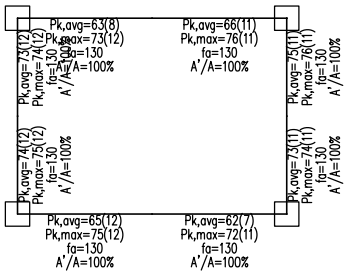 Pk,avg=63(8)
Pk,max=73(12)
fa=130
A'/A=100%
Pk,avg=66(11)
Pk,max=76(11)
fa=130
A'/A=100%
Pk,avg=73(12)
Pk,max=74(12)
fa=130
A'/A=100%
Pk,avg=75(11)
Pk,max=76(11)
fa=130
A'/A=100%
Pk,avg=74(12)
Pk,max=75(12)
fa=130
A'/A=100%
Pk,avg=73(11)
Pk,max=74(11)
fa=130
A'/A=100%
Pk,avg=65(12)
Pk,max=75(12)
fa=130
A'/A=100%
Pk,avg=62(7)
Pk,max=72(11)
fa=130
A'/A=100%